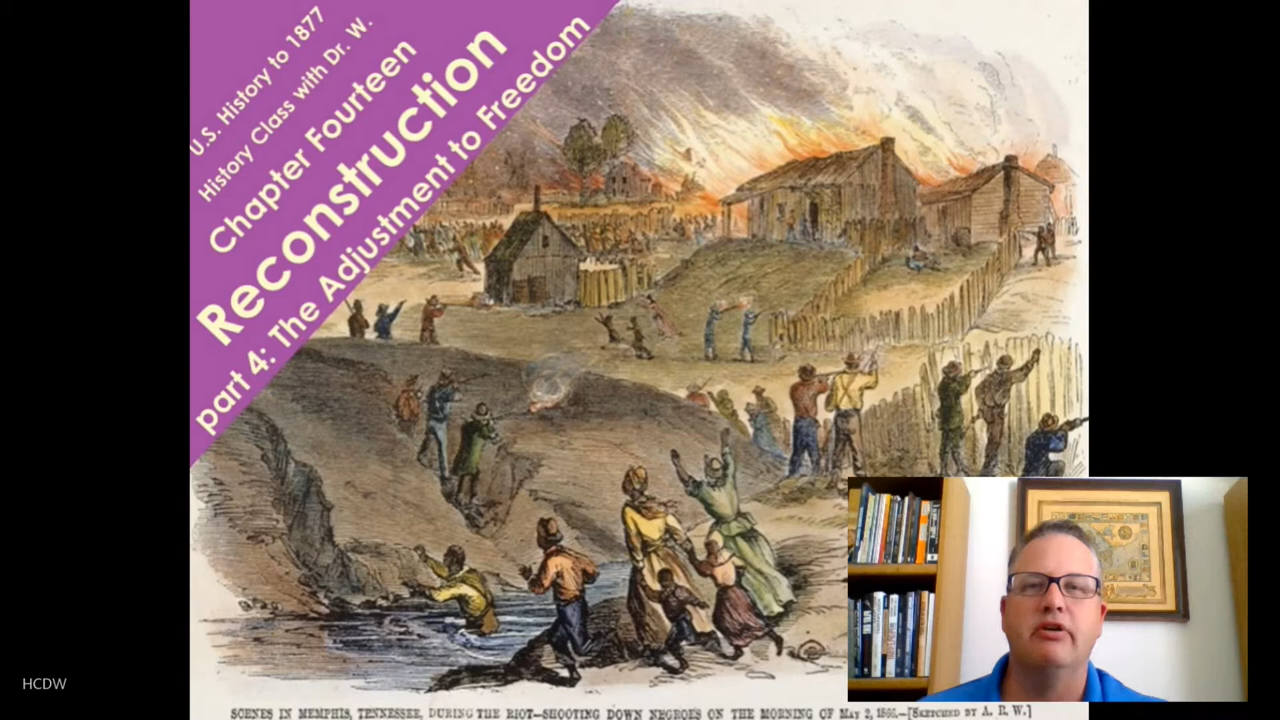 U.S. History to 1877
History Class with Dr. W.
Chapter Fourteen
Reconstruction
part 4: The Adjustment to Freedom
HCDW
SCENES IN MEMPHIS, TENNESSEE, DURING THE RIOT—SHOOTING DOWN NEGROES ON THE MORNING OF MAY 2, 1866.—[SKETCHED BY A. R. W.]